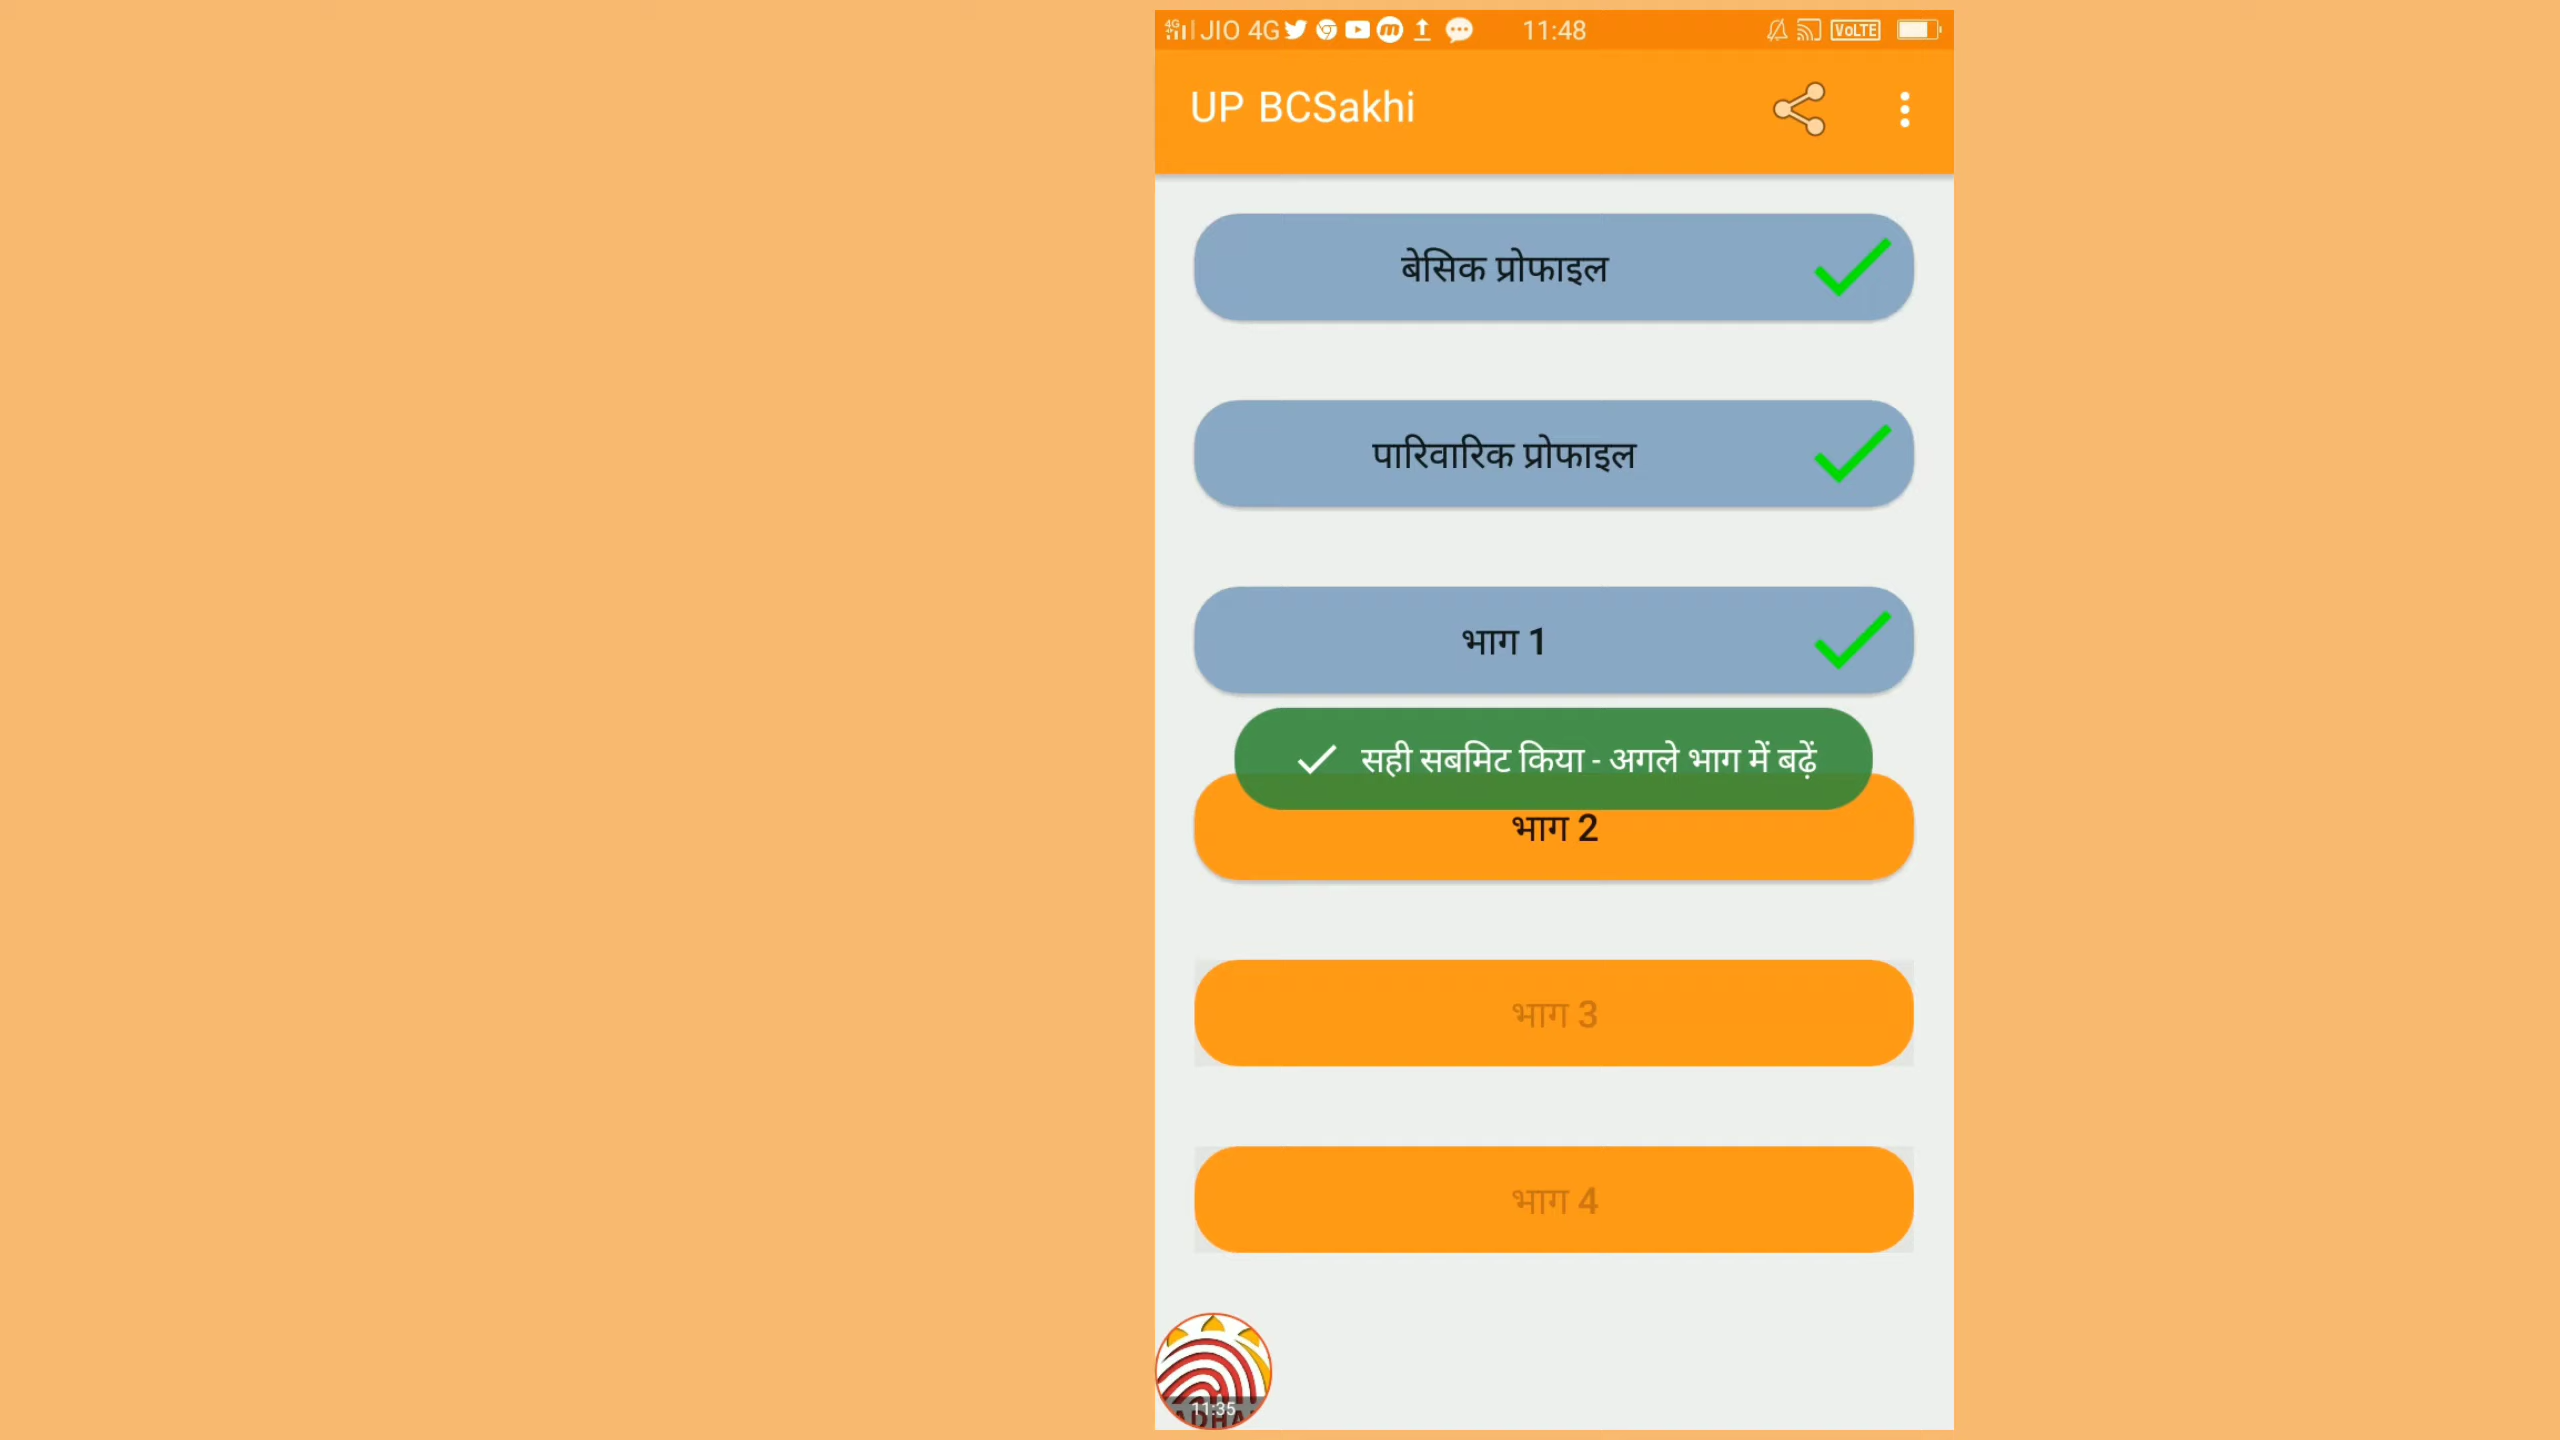 4G JIO 4G 11:48 VoLTE
UP BCSakhi
बेसिक प्रोफाइल
पारिवारिक प्रोफाइल
भाग 1
सही सबमिट किया - अगले भाग में बढ़ें
भाग 2
भाग 3
भाग 4
11:35